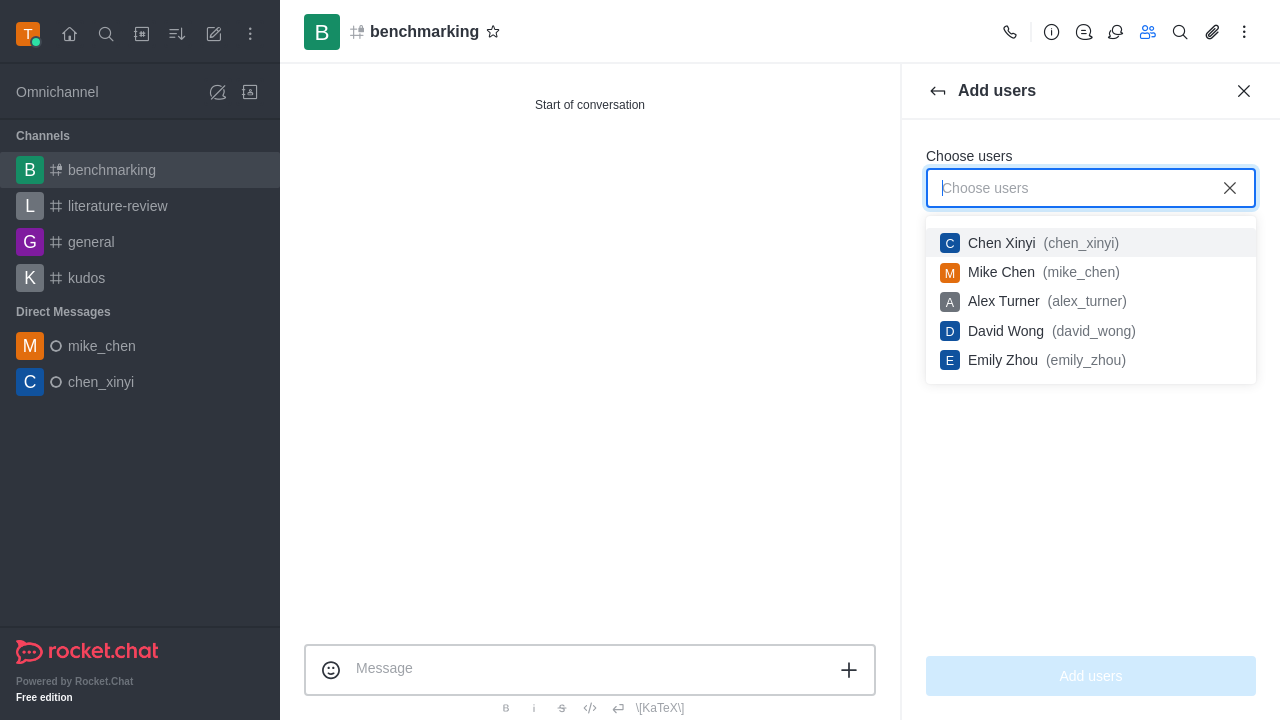 T
Omnichannel
Channels
B benchmarking
L literature-review
G general
K kudos
Direct Messages
M mike_chen
C chen_xinyi
rocket.chat
Powered by Rocket.Chat
Free edition
B benchmarking
Start of conversation
Message
B i S </> \[KaTeX\]
Add users
Choose users
Choose users
C Chen Xinyi (chen_xinyi)
M Mike Chen (mike_chen)
A Alex Turner (alex_turner)
D David Wong (david_wong)
E Emily Zhou (emily_zhou)
Add users